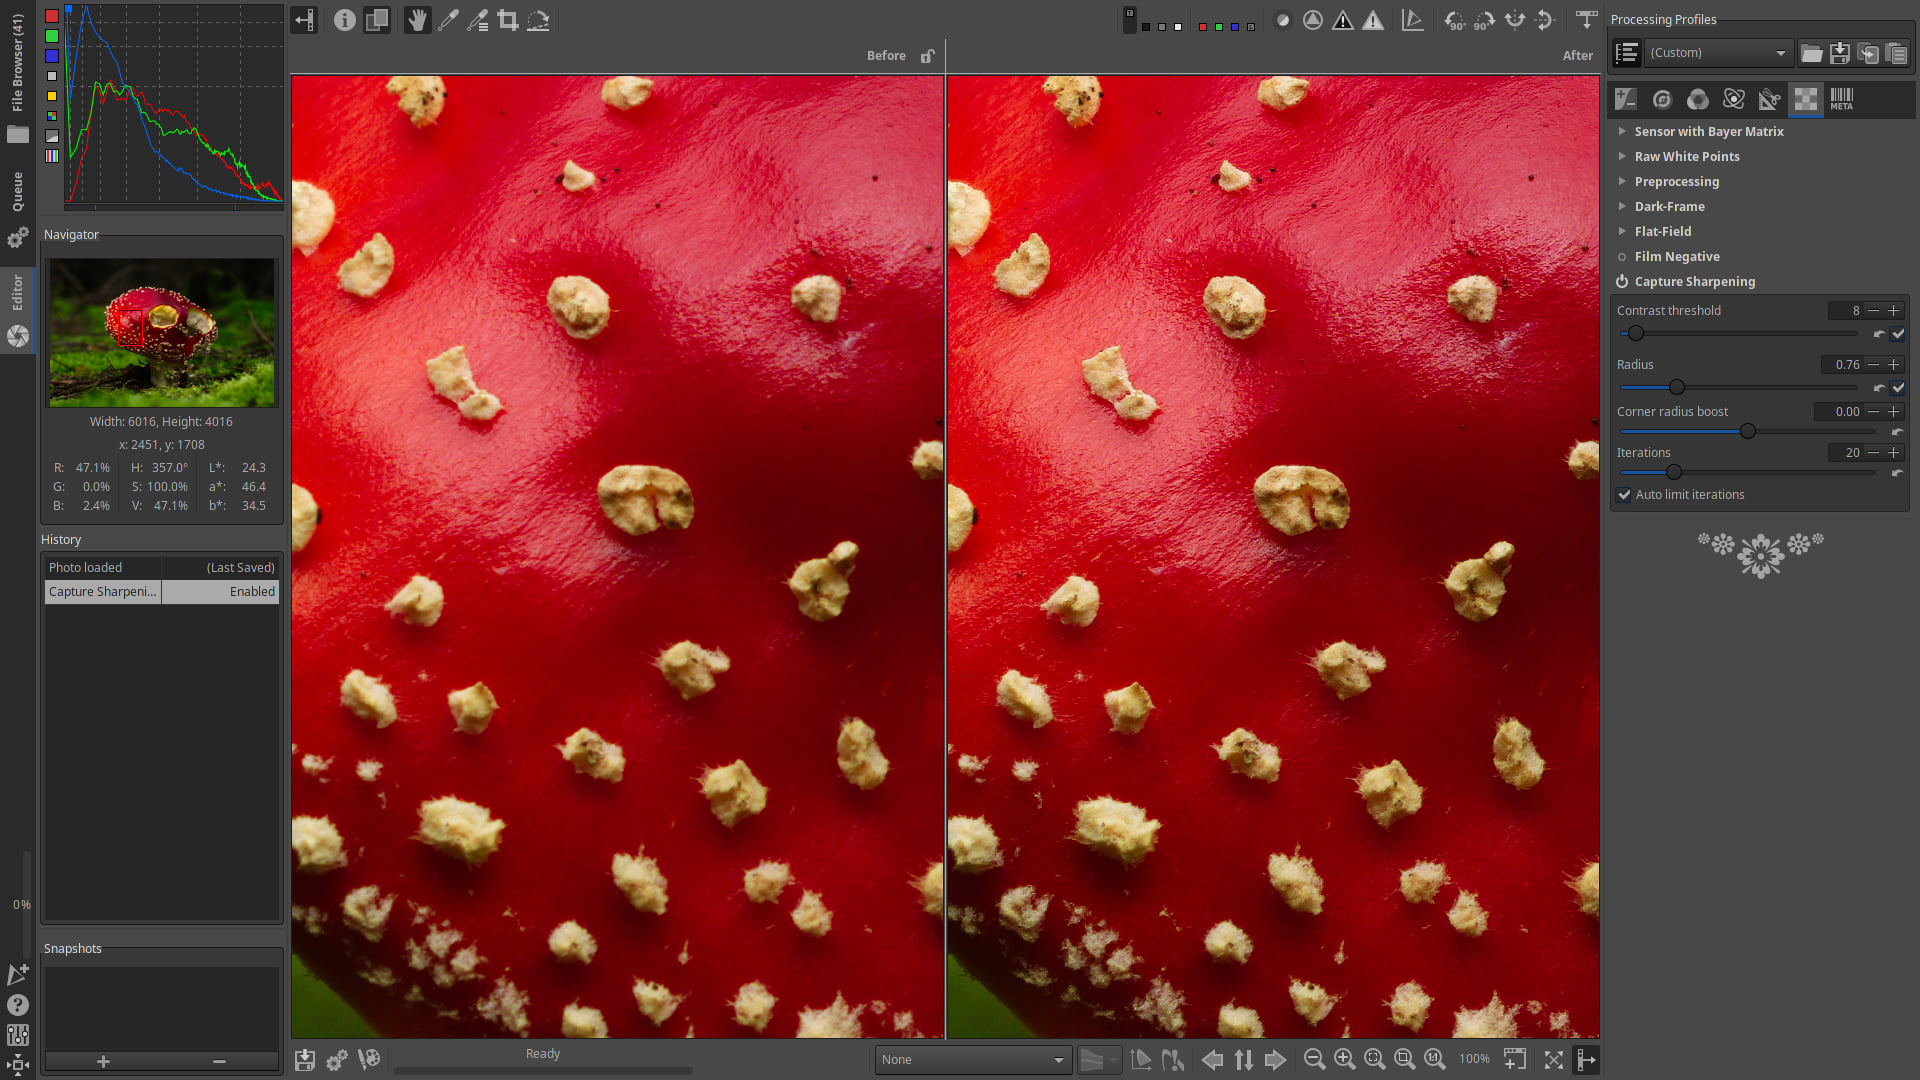 File Browser (41)
Queue
Editor
0%
Navigator
Width: 6016, Height: 4016
x: 2451, y: 1708
R: 47.1% H: 357.0° L*: 24.3
G: 0.0% S: 100.0% a*: 46.4
B: 2.4% V: 47.1% b*: 34.5
History
Photo loaded (Last Saved)
Capture Sharpeni... Enabled
Snapshots
90° 90°
Before
After
Ready
None
1:1
100%
Processing Profiles
(Custom)
META
Sensor with Bayer Matrix
Raw White Points
Preprocessing
Dark-Frame
Flat-Field
Film Negative
Capture Sharpening
Contrast threshold 8
Radius 0.76
Corner radius boost 0.00
Iterations 20
Auto limit iterations